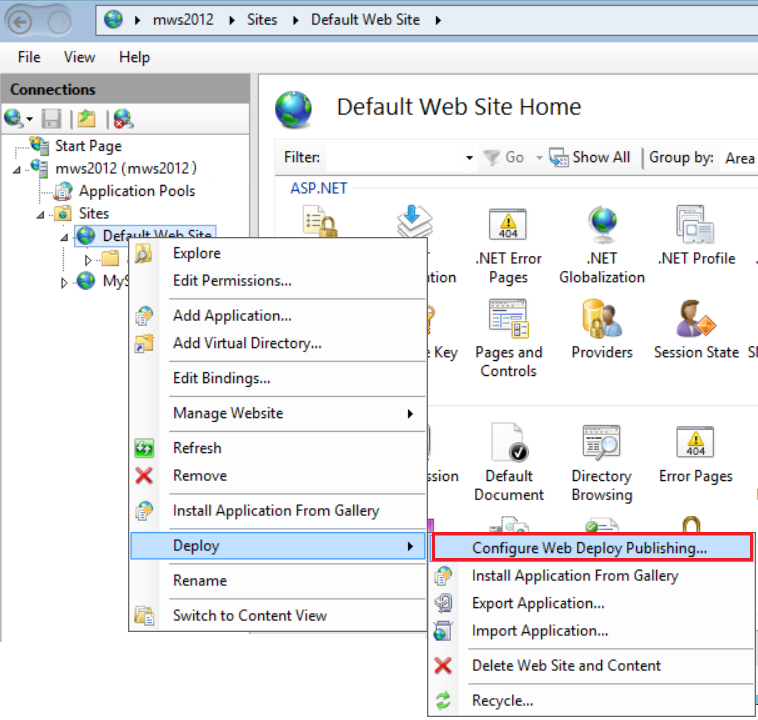 mws2012 Sites Default Web Site
File View Help
Connections
Start Page
mws2012 (mws2012)
Application Pools
Sites
Default Web Site
Default Web Site Home
Filter: Go Show All Group by: Area
ASP.NET
.NET Error Pages
.NET Globalization
.NET Profile
Key
Pages and Controls
Providers
Session State
404
Default Document
Directory Browsing
Error Pages
404
Explore
Edit Permissions...
Add Application...
Add Virtual Directory...
Edit Bindings...
Manage Website
Refresh
Remove
Install Application From Gallery
Deploy
Rename
Switch to Content View
Configure Web Deploy Publishing...
Install Application From Gallery
Export Application...
Import Application...
Delete Web Site and Content
Recycle...